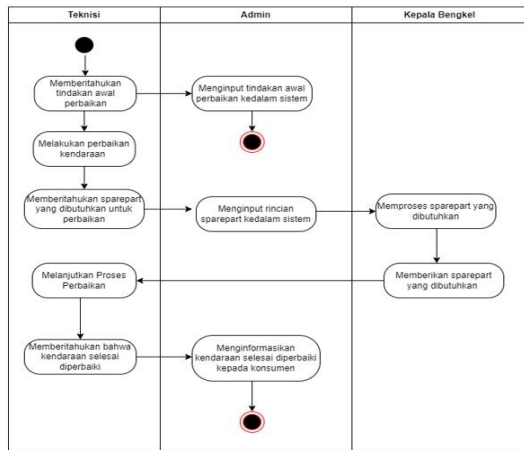 Teknisi
Admin
Kepala Bengkel
Memberitahukan
tindakan awal
perbaikan
Menginput tindakan awal
perbaikan kedalam sistem
Melakukan perbaikan
kendaraan
Memberitahukan sparepart
yang dibutuhkan untuk
perbaikan
Menginput rincian
sparepart kedalam sistem
Memproses sparepart yang
dibutuhkan
Melanjutkan Proses
Perbaikan
Memberikan sparepart
yang dibutuhkan
Memberitahukan bahwa
kendaraan selesai
diperbaiki
Menginformasikan
kendaraan selesai diperbaiki
kepada konsumen